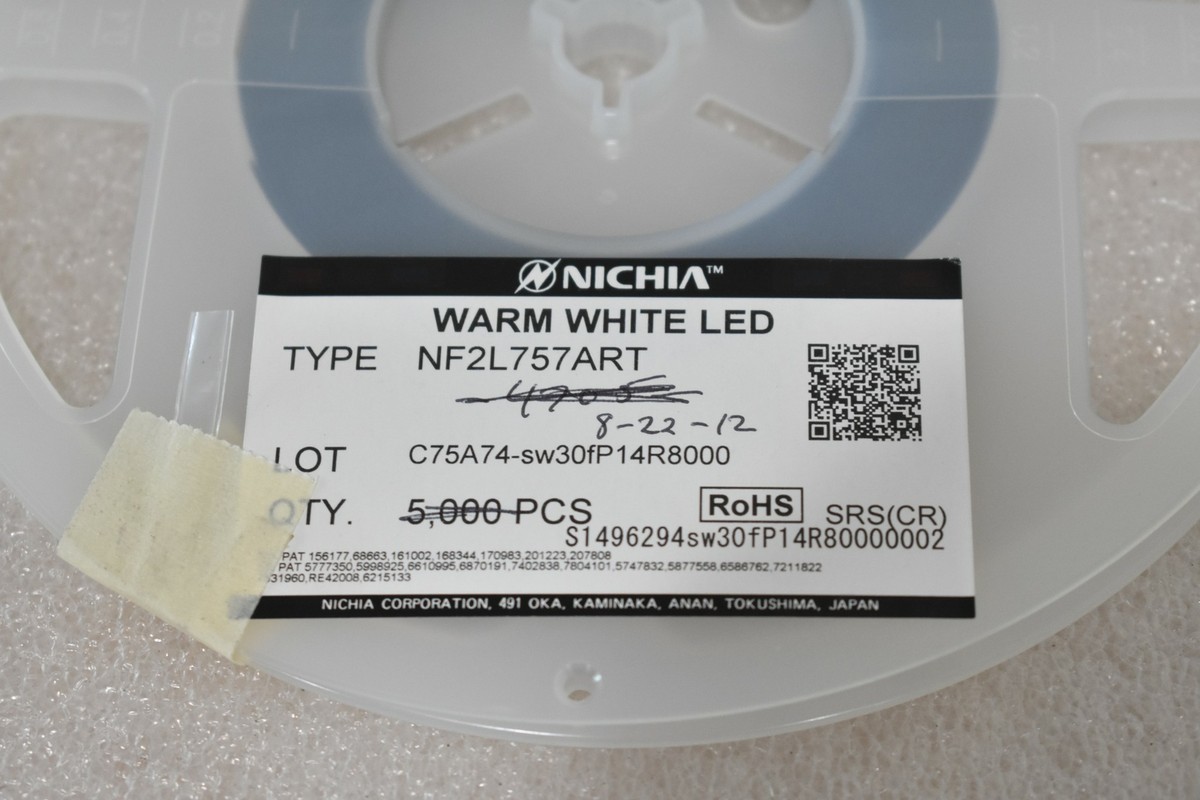 NICHIA™
WARM WHITE LED
TYPE NF2L757ART
4705
8-22-12
LOT C75A74-sw30fP14R8000
QTY. 5,000 PCS RoHS SRS(CR)
S1496294sw30fP14R80000002
PAT 156177,68663,161002,168344,170983,201223,207808
PAT 5777350,5998925,6610995,6870191,7402838,7804101,5747832,5877558,6586762,7211822
31960,RE42008,6215133
NICHIA CORPORATION, 491 OKA, KAMINAKA, ANAN, TOKUSHIMA, JAPAN